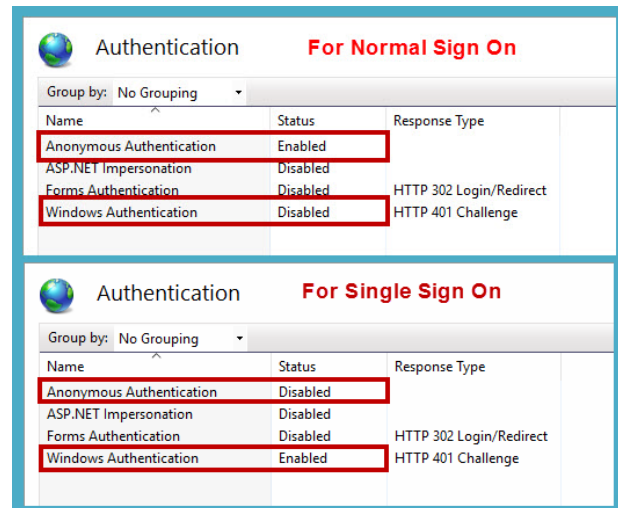 Authentication For Normal Sign On
Group by: No Grouping
Name Status Response Type
Anonymous Authentication Enabled
ASP.NET Impersonation Disabled
Forms Authentication Disabled HTTP 302 Login/Redirect
Windows Authentication Disabled HTTP 401 Challenge
Authentication For Single Sign On
Group by: No Grouping
Name Status Response Type
Anonymous Authentication Disabled
ASP.NET Impersonation Disabled
Forms Authentication Disabled HTTP 302 Login/Redirect
Windows Authentication Enabled HTTP 401 Challenge